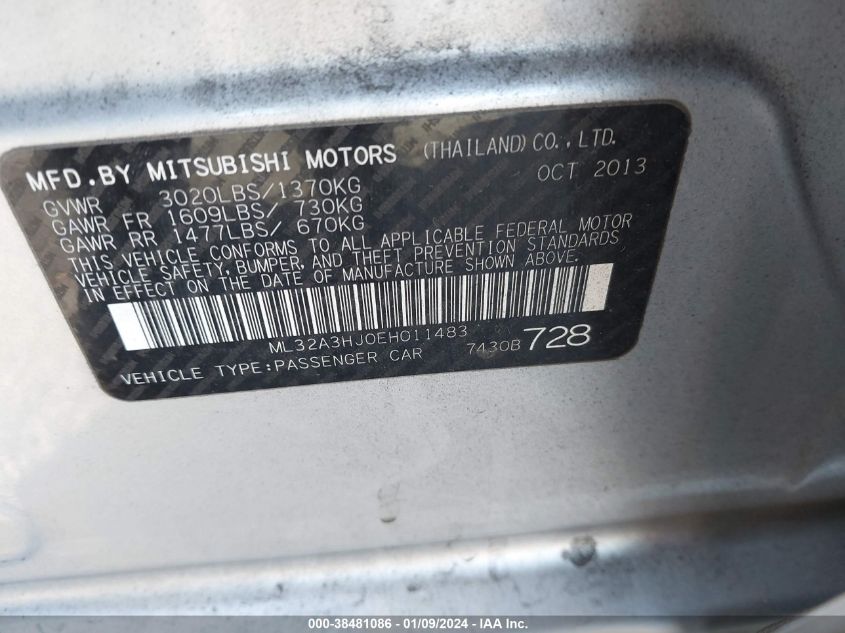 MFD.BY MITSUBISHI MOTORS (THAILAND) CO.,LTD.
OCT 2013
GVWR 3020LBS/1370KG
GAWR FR 1609LBS/ 730KG
GAWR RR 1477LBS/ 670KG
THIS VEHICLE CONFORMS TO ALL APPLICABLE FEDERAL MOTOR
VEHICLE SAFETY, BUMPER, AND THEFT PREVENTION STANDARDS
IN EFFECT ON THE DATE OF MANUFACTURE SHOWN ABOVE.
ML32A3HJ0EH011483
7430B 728
VEHICLE TYPE:PASSENGER CAR
000-38481086 - 01/09/2024 - IAA Inc.